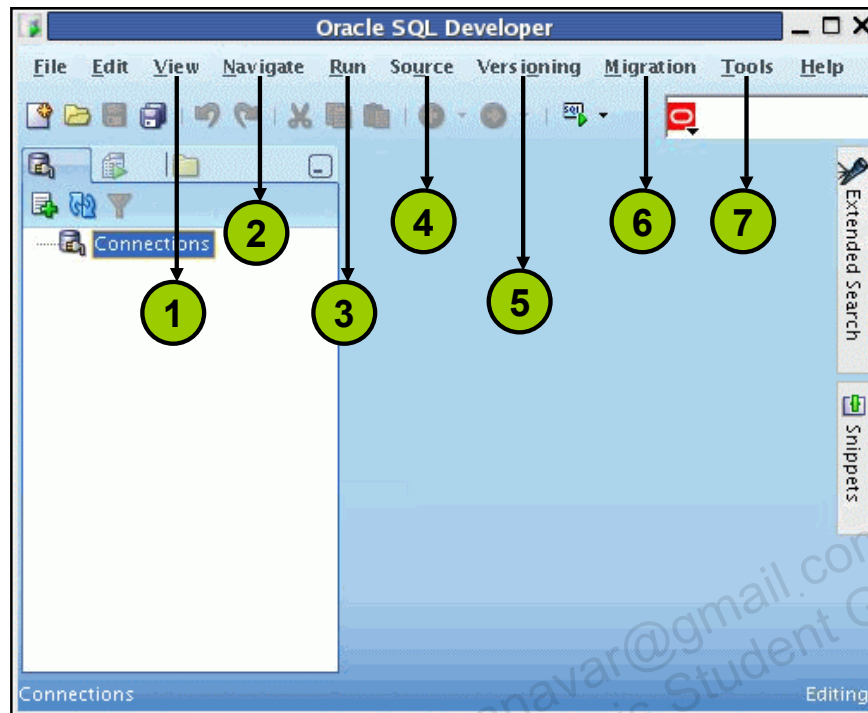 Oracle SQL Developer
File Edit View Navigate Run Source Versioning Migration Tools Help
Connections
2
4
6
7
1
3
5
Extended Search
Snippets
Connections
Editing